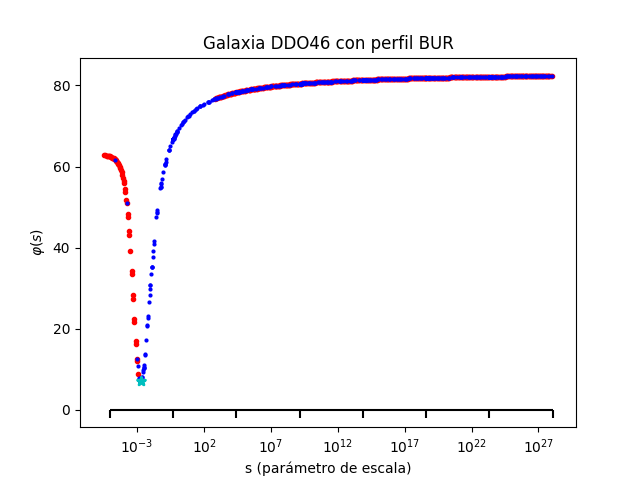 Galaxia DDO46 con perfil BUR
φ(s)
80
60
40
20
0
10⁻³ 10² 10⁷ 10¹² 10¹⁷ 10²² 10²⁷
s (parámetro de escala)